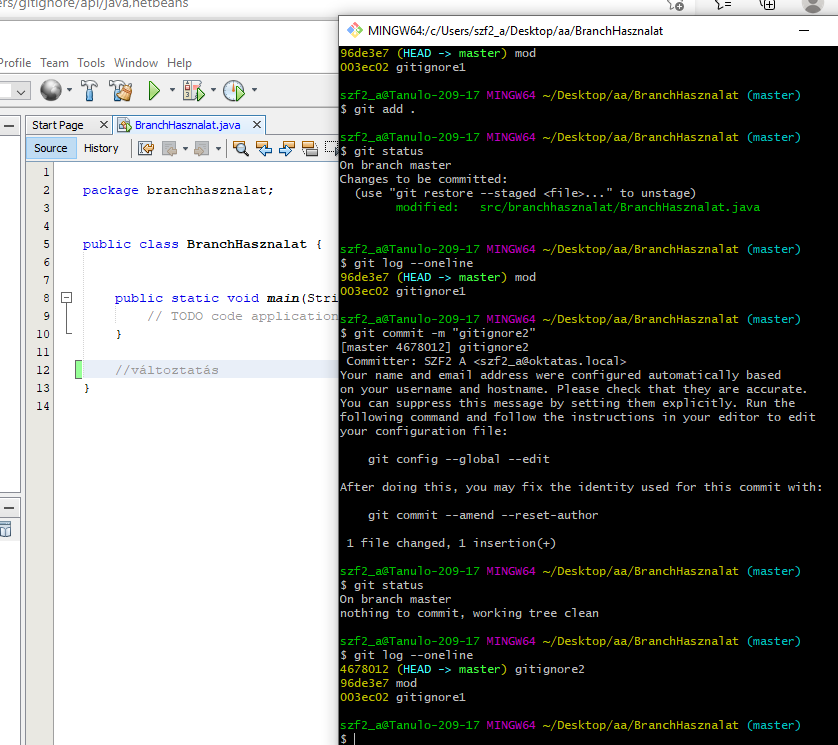 ers/gitignore/api/java,netbeans
Profile Team Tools Window Help
Start Page
BranchHasznalat.java
Source History
1
2 package branchhasznalat;
3
4
5 public class BranchHasznalat {
6
7
8 public static void main(Stri
9 // TODO code application
10 }
11
12 //változtatás
13 }
14
MINGW64:/c/Users/szf2_a/Desktop/aa/BranchHasznalat
96de3e7 (HEAD -> master) mod
003ec02 gitignore1
szf2_a@Tanulo-209-17 MINGW64 ~/Desktop/aa/BranchHasznalat (master)
$ git add .
szf2_a@Tanulo-209-17 MINGW64 ~/Desktop/aa/BranchHasznalat (master)
$ git status
On branch master
Changes to be committed:
(use "git restore --staged <file>..." to unstage)
modified: src/branchhasznalat/BranchHasznalat.java
szf2_a@Tanulo-209-17 MINGW64 ~/Desktop/aa/BranchHasznalat (master)
$ git log --oneline
96de3e7 (HEAD -> master) mod
003ec02 gitignore1
szf2_a@Tanulo-209-17 MINGW64 ~/Desktop/aa/BranchHasznalat (master)
$ git commit -m "gitignore2"
[master 4678012] gitignore2
Committer: SZF2 A <szf2_a@oktatas.local>
Your name and email address were configured automatically based
on your username and hostname. Please check that they are accurate.
You can suppress this message by setting them explicitly. Run the
following command and follow the instructions in your editor to edit
your configuration file:
git config --global --edit
After doing this, you may fix the identity used for this commit with:
git commit --amend --reset-author
1 file changed, 1 insertion(+)
szf2_a@Tanulo-209-17 MINGW64 ~/Desktop/aa/BranchHasznalat (master)
$ git status
On branch master
nothing to commit, working tree clean
szf2_a@Tanulo-209-17 MINGW64 ~/Desktop/aa/BranchHasznalat (master)
$ git log --oneline
4678012 (HEAD -> master) gitignore2
96de3e7 mod
003ec02 gitignore1
szf2_a@Tanulo-209-17 MINGW64 ~/Desktop/aa/BranchHasznalat (master)
$